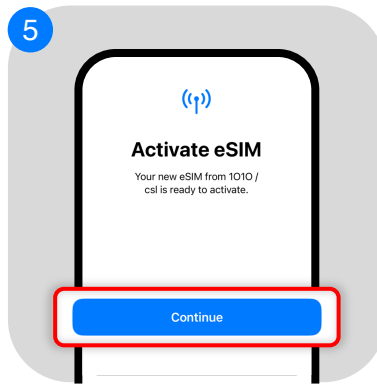 5
Activate eSIM
Your new eSIM from 1O1O /
csl is ready to activate.
Continue